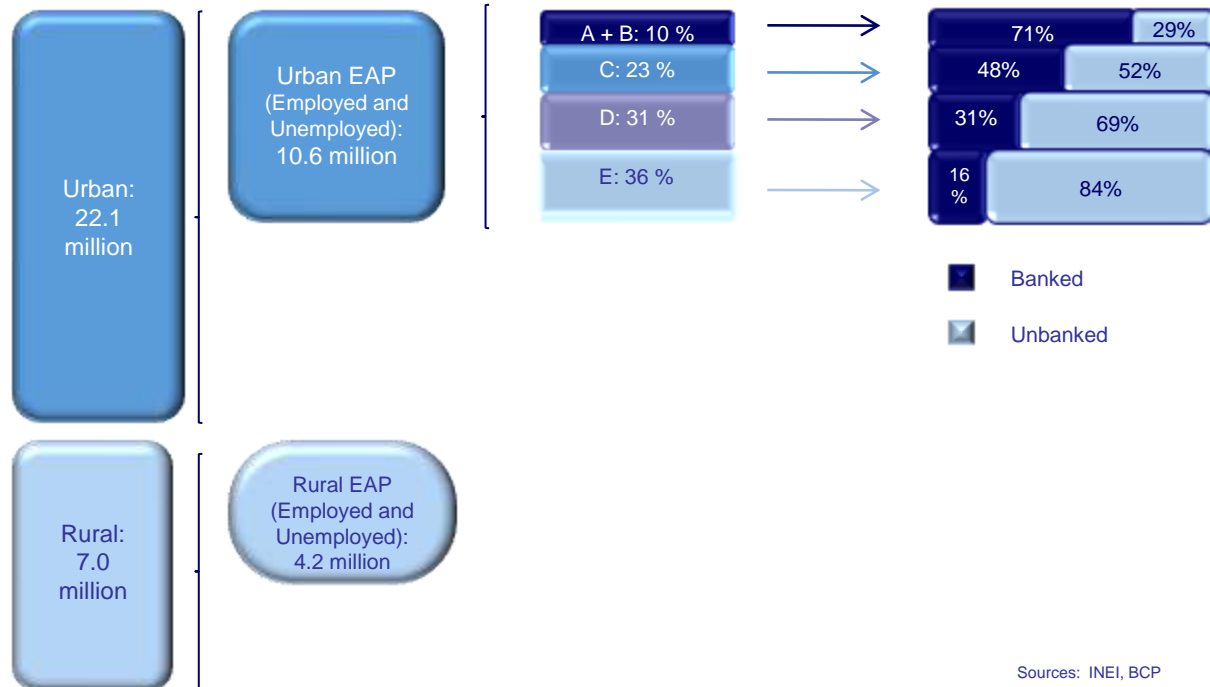 Urban:
22.1
million
Urban EAP
(Employed and
Unemployed):
10.6 million
A + B: 10 %
C: 23 %
D: 31 %
E: 36 %
71%
29%
48%
52%
31%
69%
16
%
84%
Banked
Unbanked
Rural:
7.0
million
Rural EAP
(Employed and
Unemployed):
4.2 million
Sources: INEI, BCP